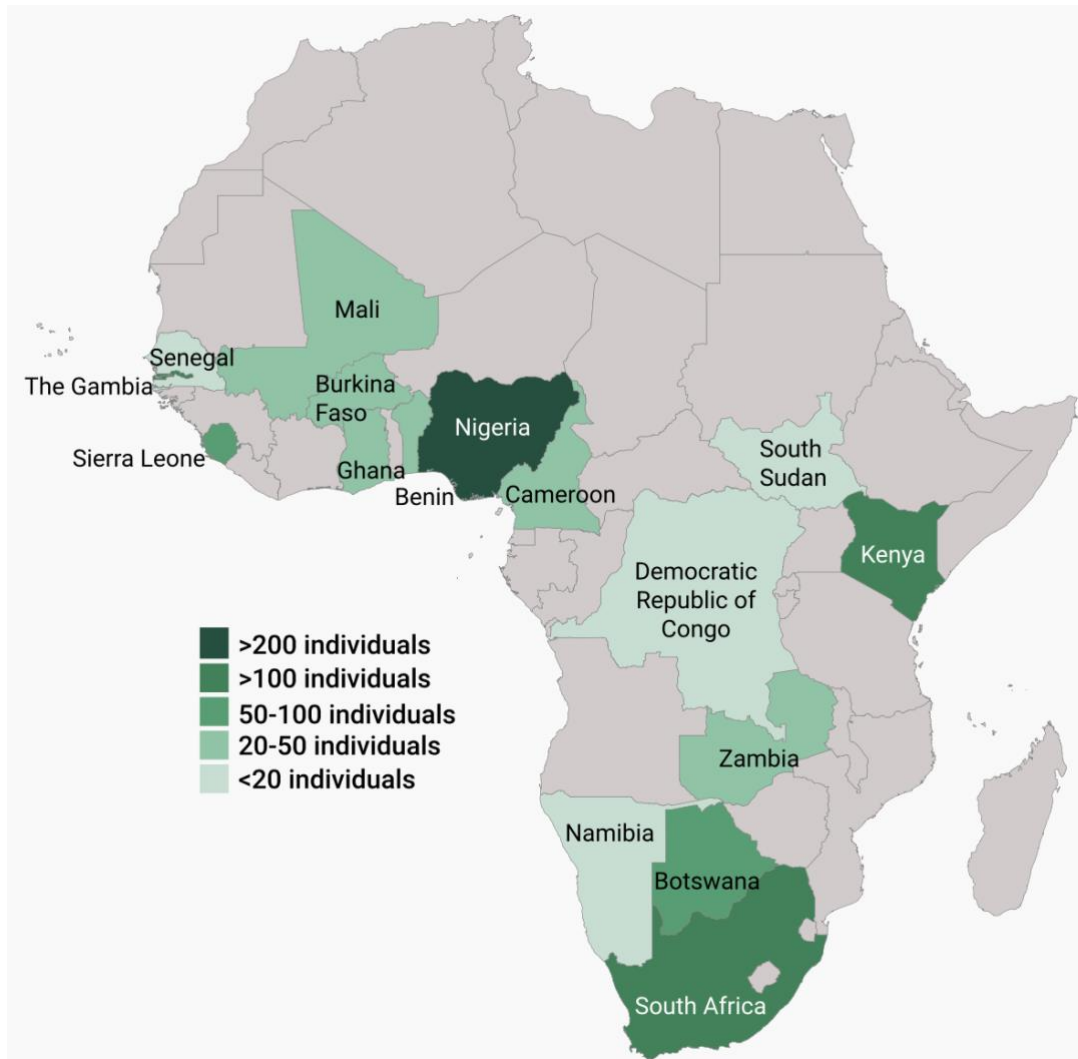 Mali
Senegal
The Gambia
Burkina
Faso
Nigeria
Sierra Leone
Ghana
Benin
Cameroon
South
Sudan
Kenya
Democratic
Republic of
Congo
>200 individuals
>100 individuals
50-100 individuals
20-50 individuals
<20 individuals
Zambia
Namibia
Botswana
South Africa